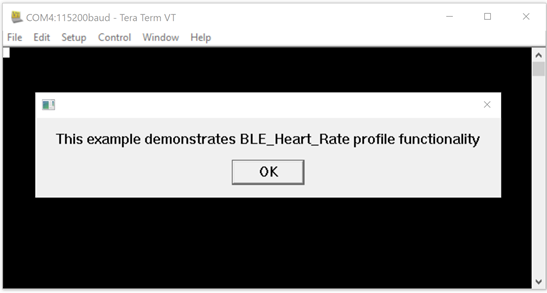 COM4:115200baud - Tera Term VT
File Edit Setup Control Window Help
This example demonstrates BLE_Heart_Rate profile functionality
OK